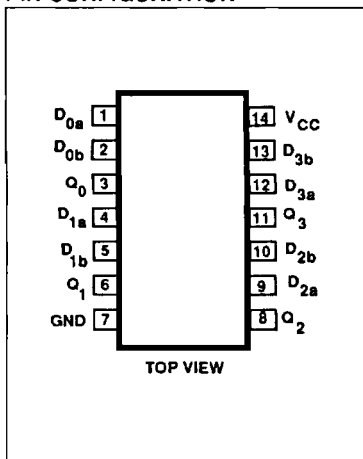 D0a 1 14 VCC
D0b 2 13 D3b
Q0 3 12 D3a
D1a 4 11 Q3
D1b 5 10 D2b
Q1 6 9 D2a
GND 7 8 Q2
TOP VIEW